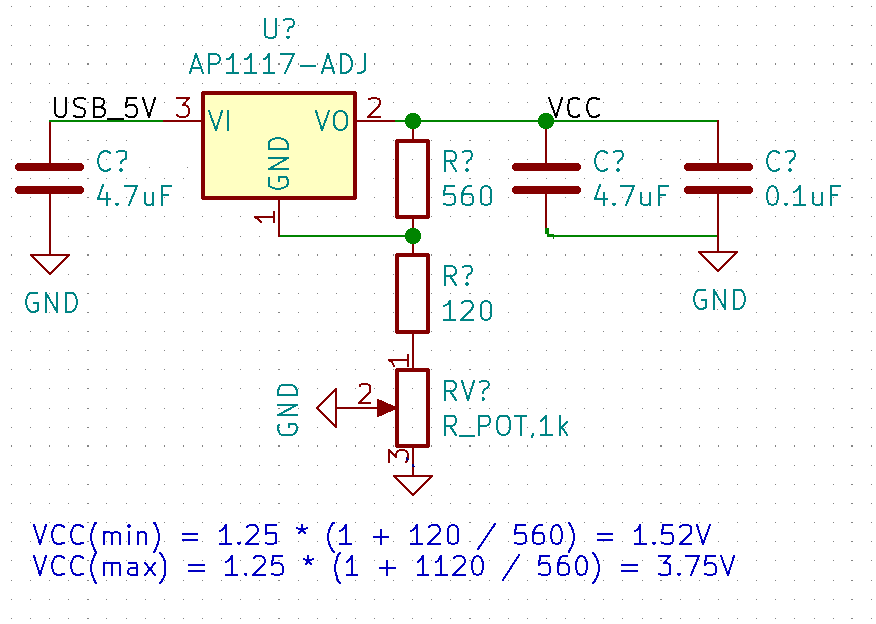 U?
AP1117-ADJ
USB_5V
3
VI
VO
2
VCC
GND
1
C?
4.7uF
R?
560
C?
4.7uF
C?
0.1uF
GND
R?
120
GND
1
RV?
R_POT,1k
2
GND
3
VCC(min) = 1.25 * (1 + 120 / 560) = 1.52V
VCC(max) = 1.25 * (1 + 1120 / 560) = 3.75V